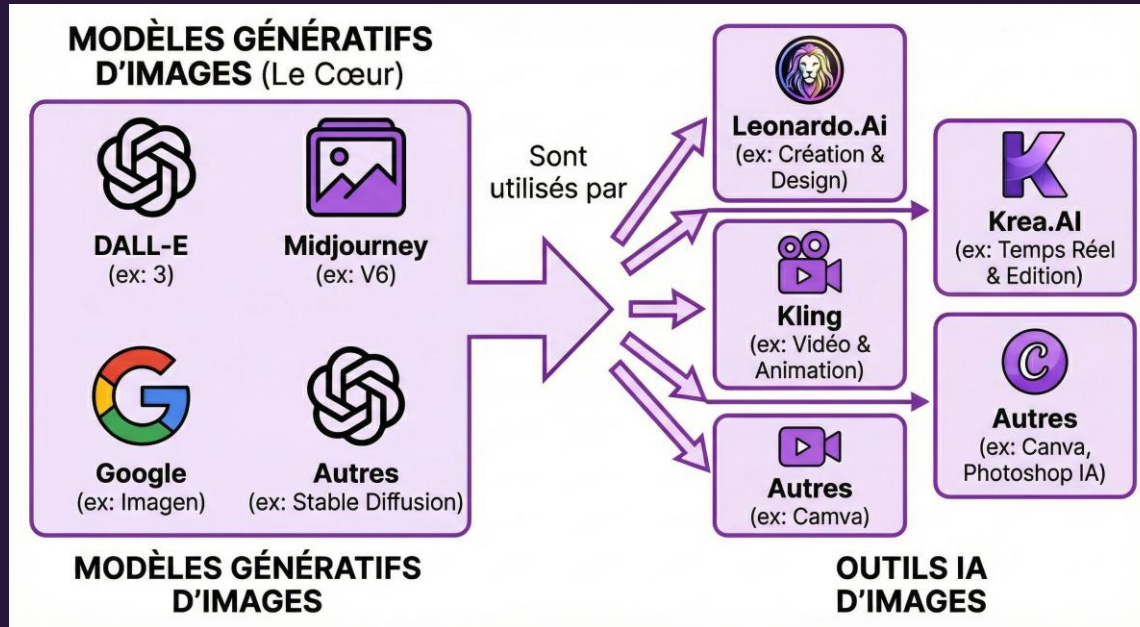 MODÈLES GÉNÉRATIFS
D'IMAGES (Le Cœur)
DALL-E
(ex: 3)
Midjourney
(ex: V6)
Google
(ex: Imagen)
Autres
(ex: Stable Diffusion)
MODÈLES GÉNÉRATIFS
D'IMAGES
Sont
utilisés par
Leonardo.Ai
(ex: Création &
Design)
Krea.AI
(ex: Temps Réel
& Edition)
Kling
(ex: Vidéo &
Animation)
Autres
(ex: Canva,
Photoshop IA)
Autres
(ex: Camva)
OUTILS IA
D'IMAGES